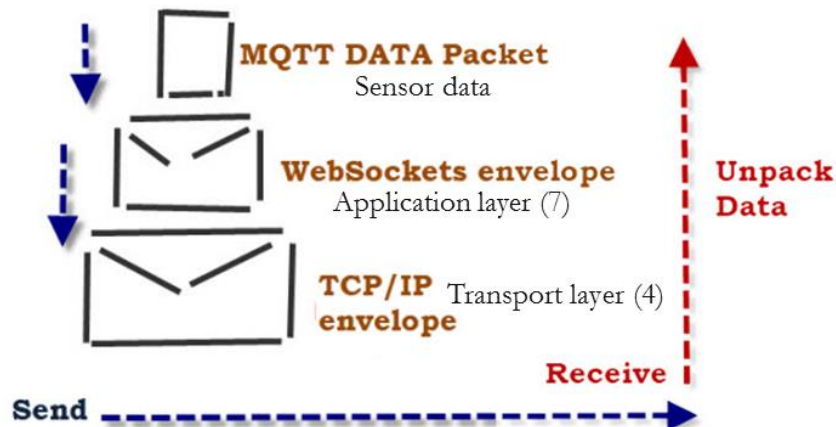 MQTT DATA Packet
Sensor data
WebSockets envelope
Application layer (7)
Unpack
Data
TCP/IP
envelope
Transport layer (4)
Receive
Send